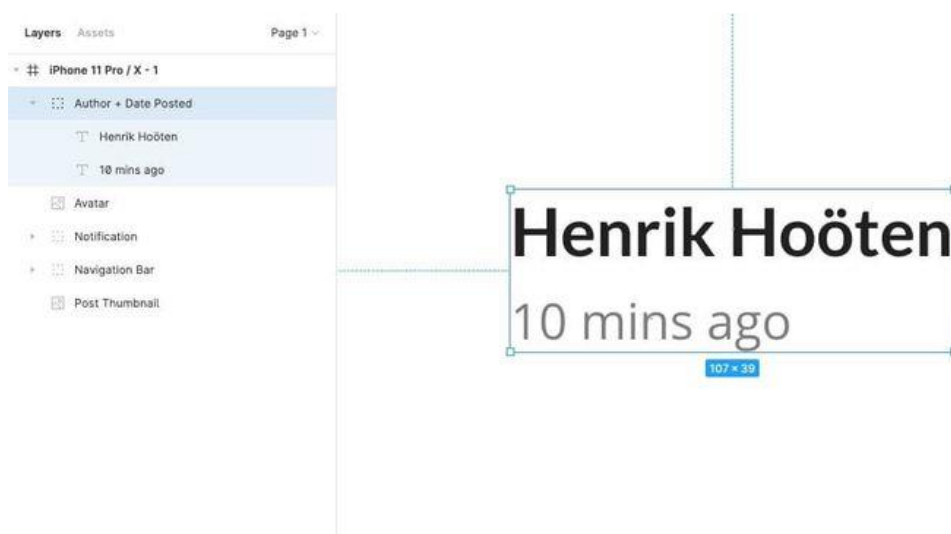 Layers Assets Page 1
iPhone 11 Pro / X - 1
Author + Date Posted
Henrik Hoöten
10 mins ago
Avatar
Notification
Navigation Bar
Post Thumbnail
Henrik Hoöten
10 mins ago
107 × 39